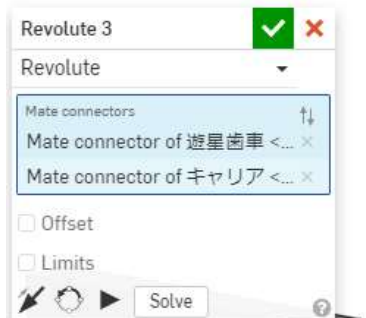 Revolute 3
Revolute
Mate connectors
Mate connector of 遊星歯車 <...
Mate connector of キャリア <...
Offset
Limits
Solve